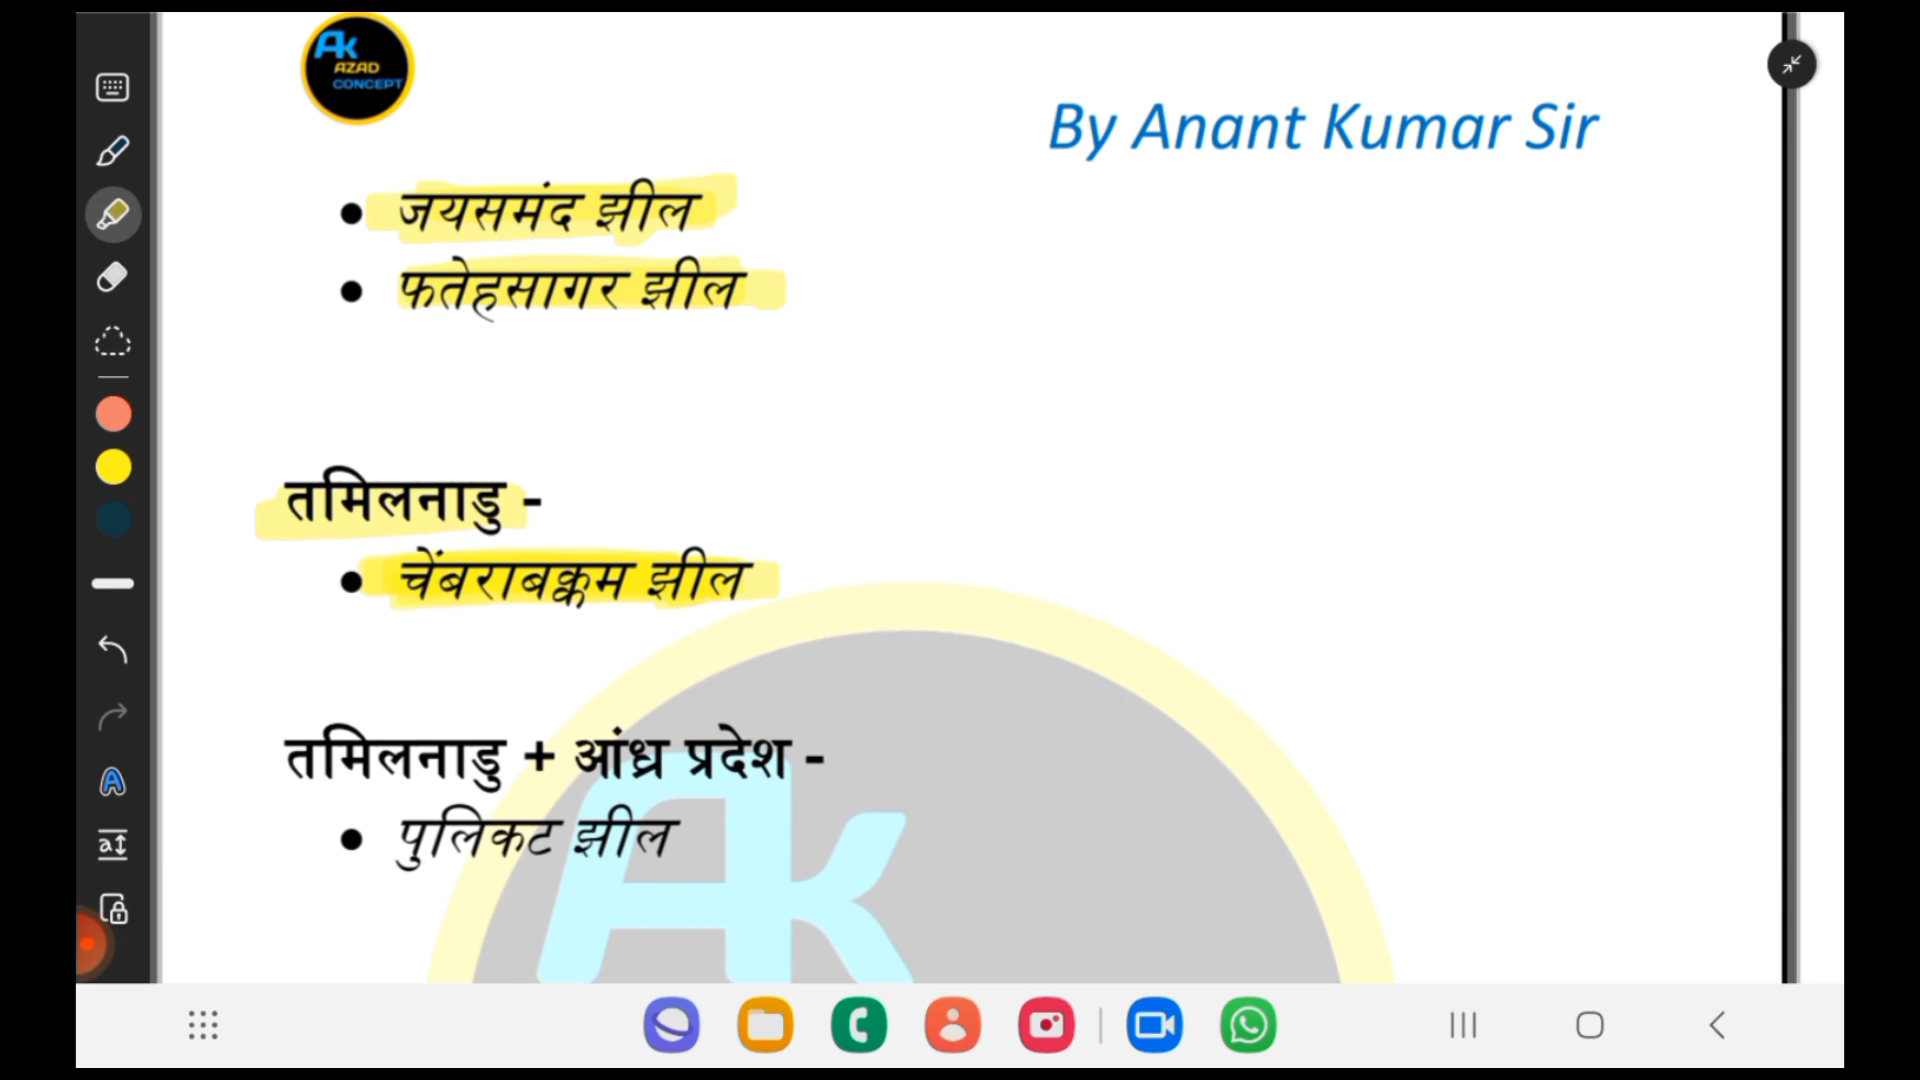 Ak
AZAD
CONCEPT
By Anant Kumar Sir
• जयसमंद झील
• फतेहसागर झील
तमिलनाडु -
• चेंबराबक्कम झील
तमिलनाडु + आंध्र प्रदेश -
• पुलिकट झील
Ak